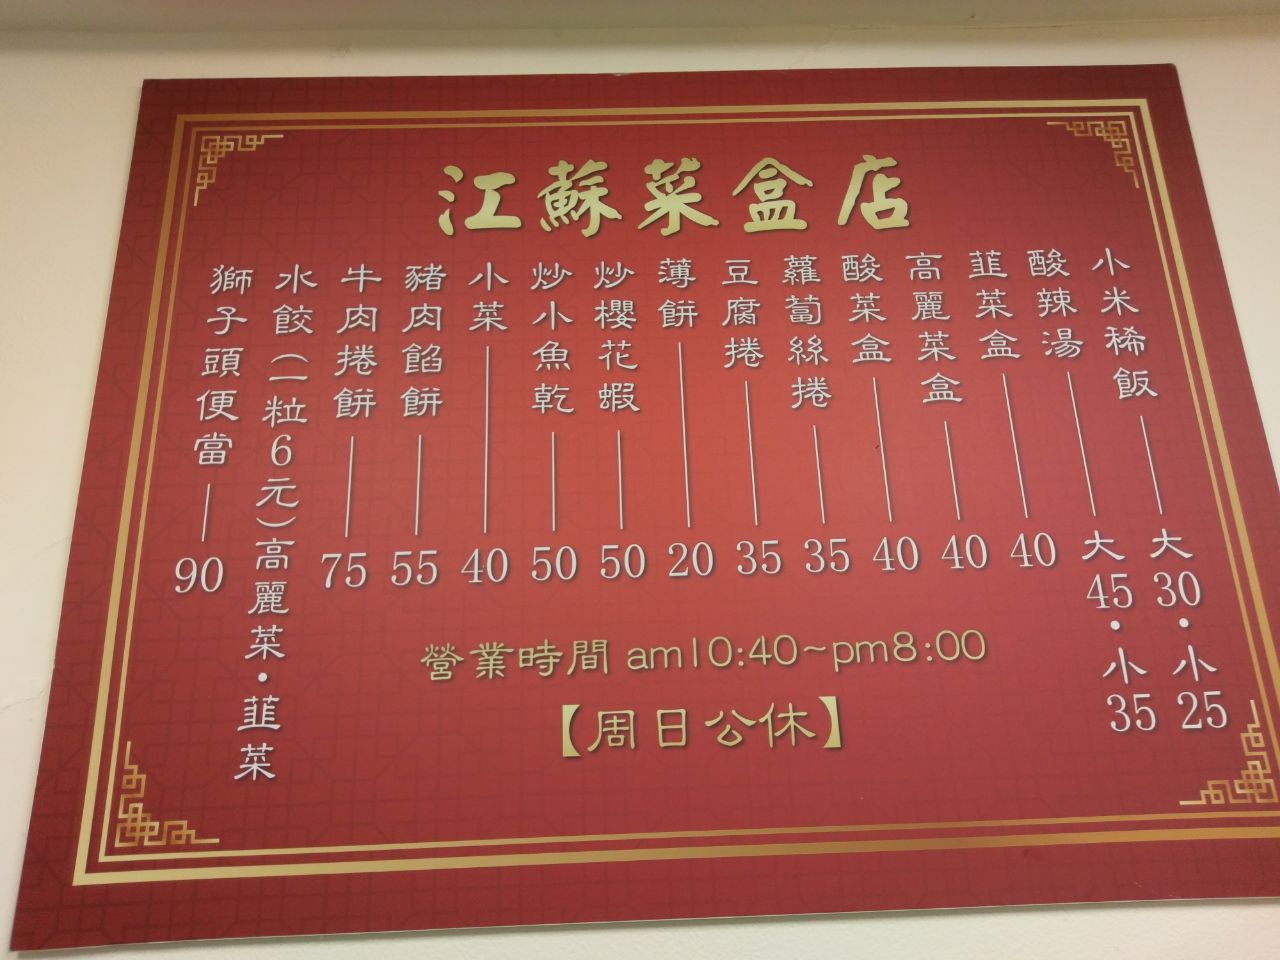 江蘇菜盒店
小米稀飯 大30·小25
酸辣湯 大45·小35
韮菜盒 40
高麗菜盒 40
酸菜盒 40
蘿蔔絲捲 35
豆腐捲 35
薄餅 20
炒櫻花蝦 50
炒小魚乾 50
小菜 40
豬肉餡餅 55
牛肉捲餅 75
水餃(一粒6元)高麗菜·韮菜
獅子頭便當 90
營業時間 am10:40~pm8:00
【周日公休】